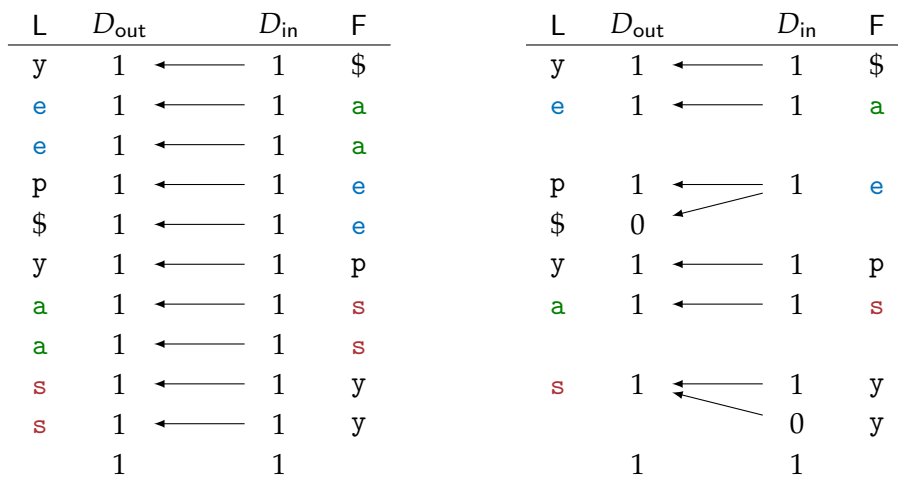 L D_out D_in F L D_out D_in F
y 1 1 $ y 1 1 $
e 1 1 a e 1 1 a
e 1 1 a
p 1 1 e p 1 1 e
$ 1 1 e $ 0
y 1 1 p y 1 1 p
a 1 1 s a 1 1 s
a 1 1 s
s 1 1 y s 1 1 y
s 1 1 y 0 y
1 1 1 1